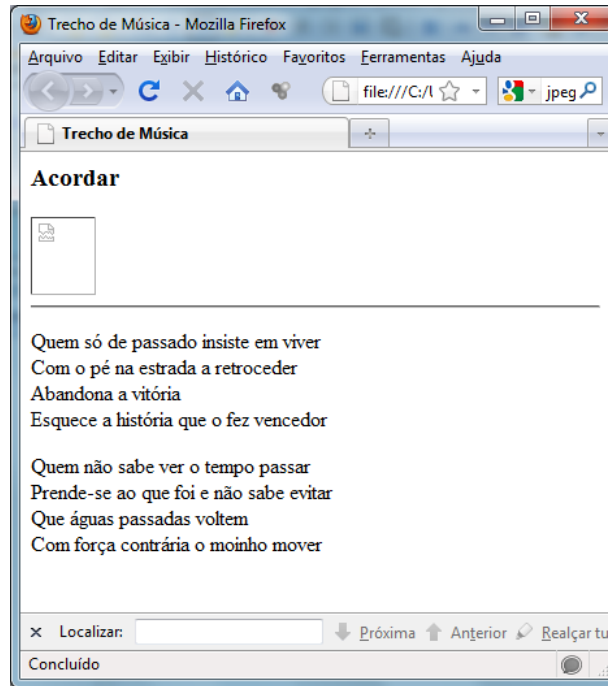 Trecho de Música - Mozilla Firefox
Arquivo Editar Exibir Histórico Favoritos Ferramentas Ajuda
file:///C:/l jpeg
Trecho de Música
Acordar
Quem só de passado insiste em viver
Com o pé na estrada a retroceder
Abandona a vitória
Esquece a história que o fez vencedor
Quem não sabe ver o tempo passar
Prende-se ao que foi e não sabe evitar
Que águas passadas voltem
Com força contrária o moinho mover
× Localizar: Próxima Anterior Realçar tu
Concluído